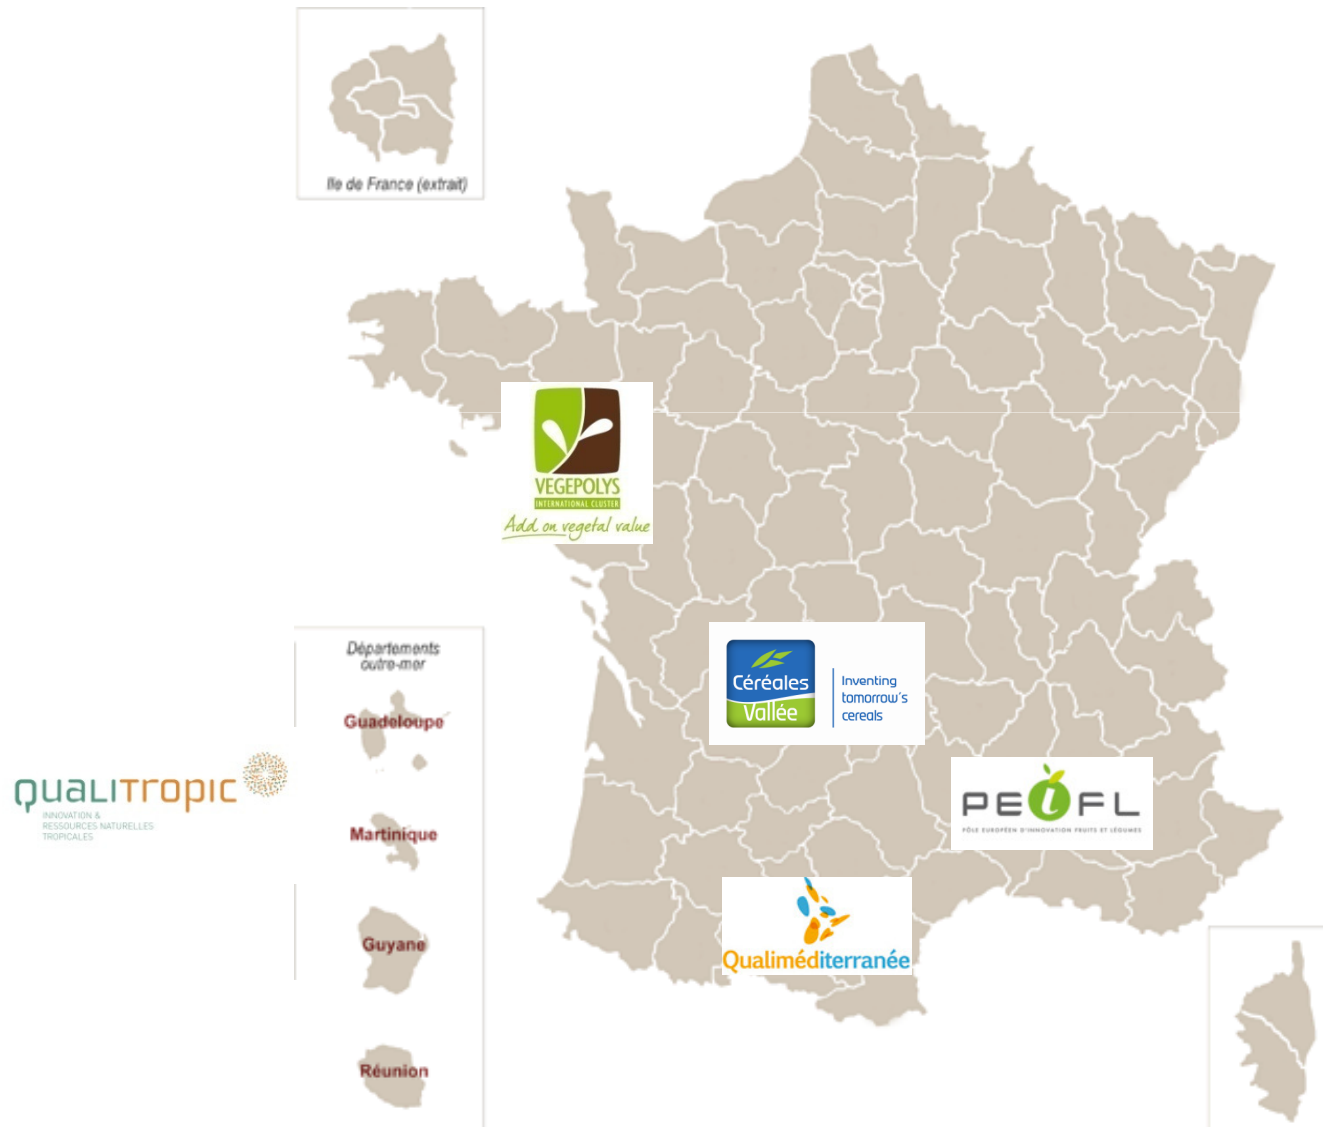 Ile de France (extrait)
VEGEPOLYS
INTERNATIONAL CLUSTER
Add on vegetal value
Départements
outre-mer
Guadeloupe
Martinique
Guyane
Réunion
QUALITROPIC
INNOVATION &
RESSOURCES NATURELLES
TROPICALES
Céréales
Vallée
Inventing
tomorrow's
cereals
PEiFL
PÔLE EUROPÉEN D'INNOVATION FRUITS ET LÉGUMES
Qualiméditerranée